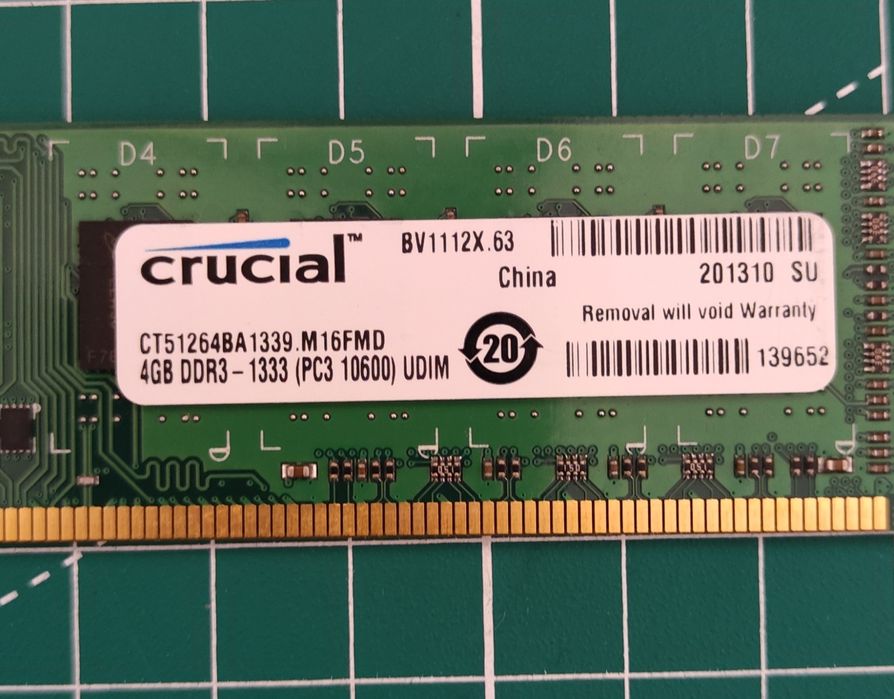 D4 D5 D6 D7
crucial™
BV1112X.63
China
201310 SU
Removal will void Warranty
CT51264BA1339.M16FMD
4GB DDR3-1333 (PC3 10600) UDIM
20
139652